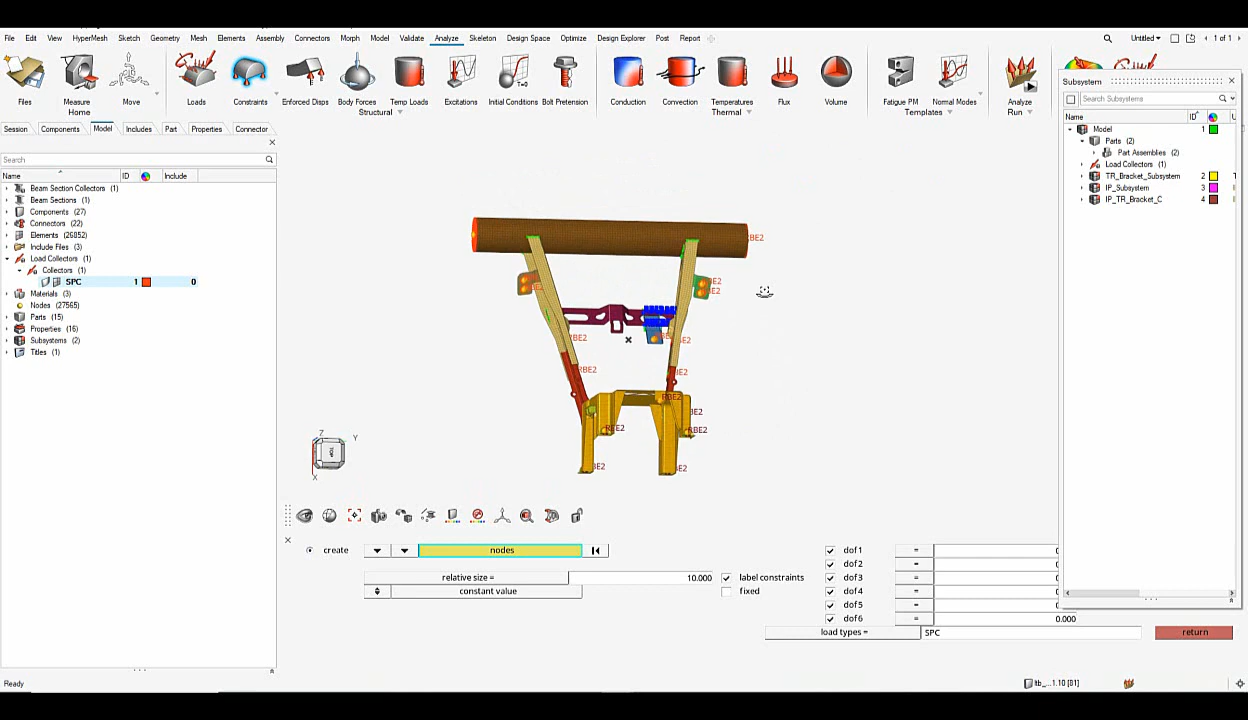 File Edit View HyperMesh Sketch Geometry Mesh Elements Assembly Connectors Morph Model Validate Analyze Skeleton Design Space Optimize Design Explorer Post Report Untitled 1 of 1
Files Measure Move Loads Constraints Enforced Disps Body Forces Temp Loads Excitations Initial Conditions Bolt Pretension Conduction Convection Temperatures Flux Volume Fatigue PM Normal Modes Analyze
Home Structural Thermal Templates Run
Session Components Model Includes Part Properties Connector
Search
Name ID Include
Beam Section Collectors (1)
Beam Sections (1)
Components (27)
Connectors (22)
Elements (26852)
Include Files (3)
Load Collectors (1)
Collectors (1)
SPC 1 0
Materials (3)
Nodes (27565)
Parts (15)
Properties (16)
Subsystems (2)
Titles (1)
Subsystem
Search Subsystems
Name ID
Model 1
Parts (2)
Part Assemblies (2)
Load Collectors (1)
TR_Bracket_Subsystem 2
IP_Subsystem 3
IP_TR_Bracket_C 4
RBE2
RBE2
RBE2
RBE2
RBE2
RBE2
RBE2
Z Y X TOP
create nodes
relative size = 10.000
constant value
label constraints
fixed
dof1 =
dof2 =
dof3 =
dof4 =
dof5 =
dof6 = 0.000
load types = SPC
return
Ready